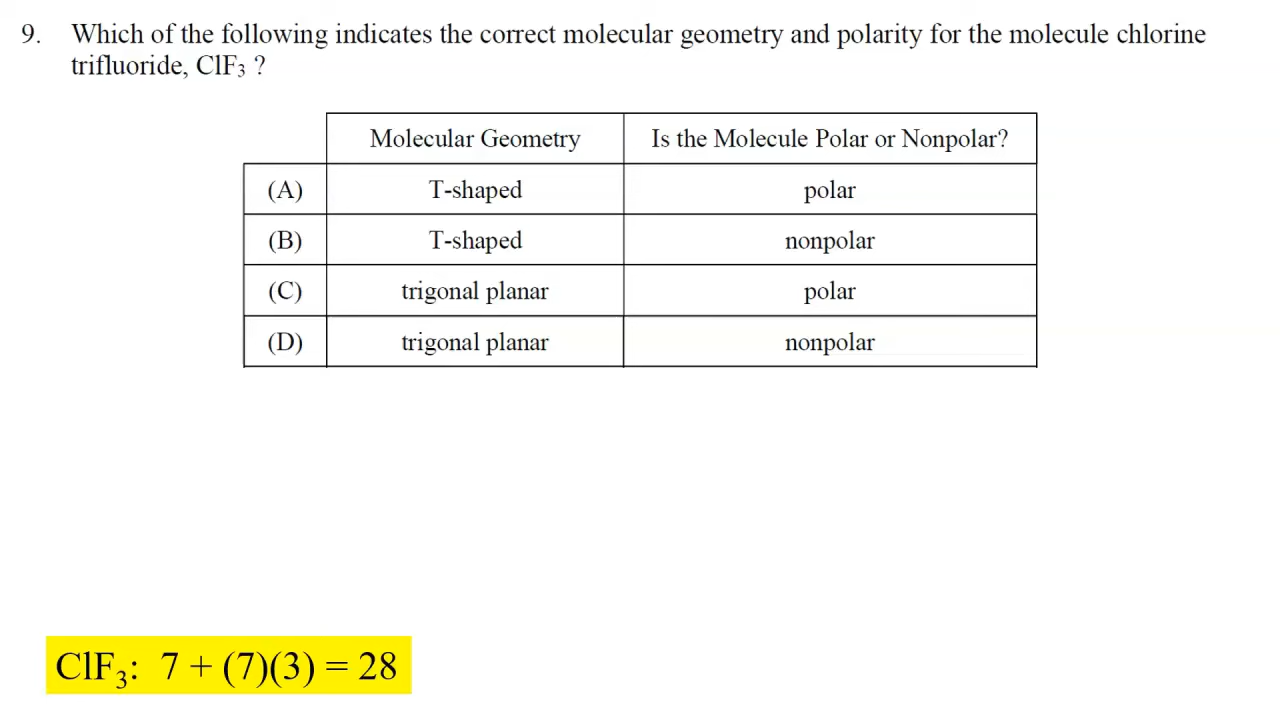 9. Which of the following indicates the correct molecular geometry and polarity for the molecule chlorine
trifluoride, ClF₃ ?
Molecular Geometry Is the Molecule Polar or Nonpolar?
(A) T-shaped polar
(B) T-shaped nonpolar
(C) trigonal planar polar
(D) trigonal planar nonpolar
ClF₃: 7 + (7)(3) = 28